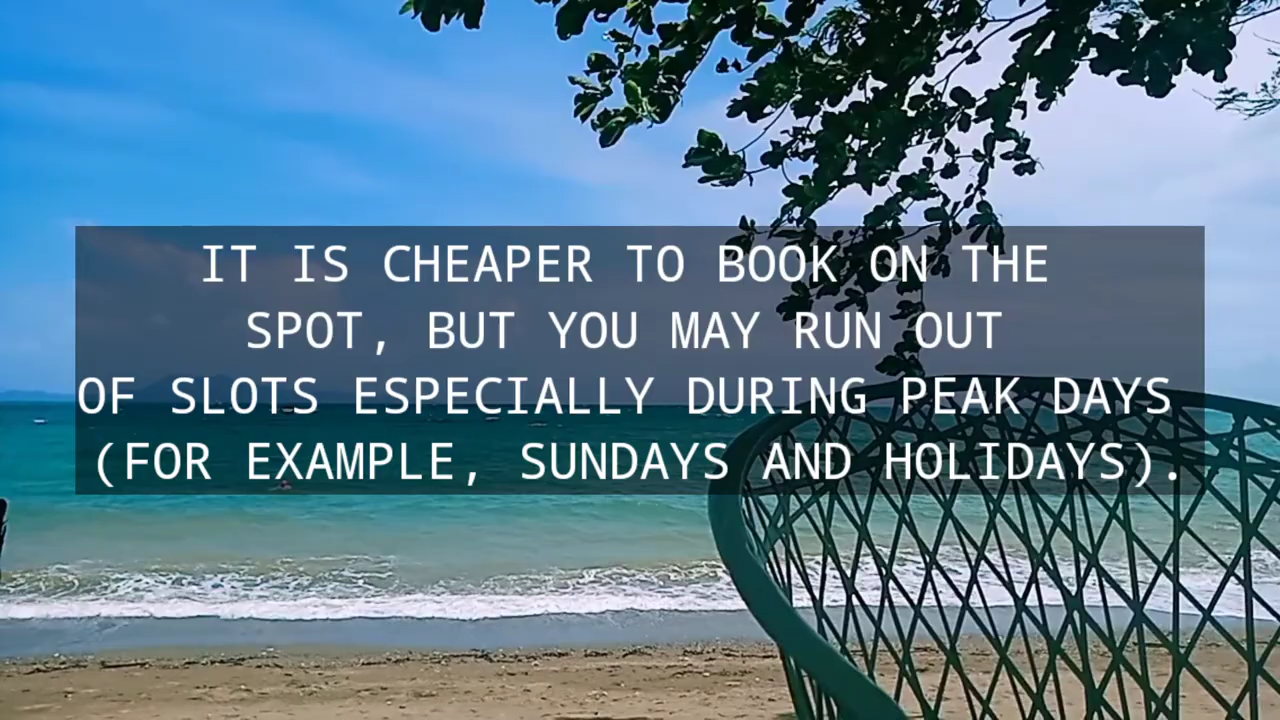 IT IS CHEAPER TO BOOK ON THE
SPOT, BUT YOU MAY RUN OUT
OF SLOTS ESPECIALLY DURING PEAK DAYS
(FOR EXAMPLE, SUNDAYS AND HOLIDAYS).